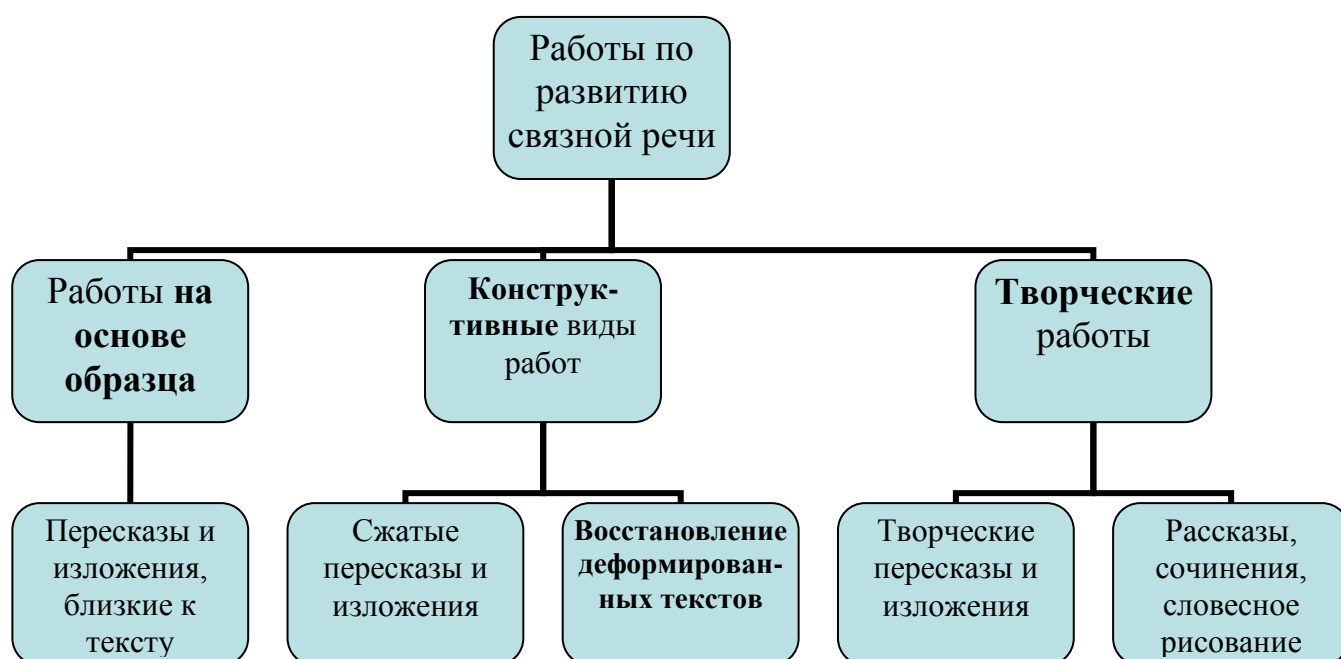 Работы по
развитию
связной речи
Работы на
основе
образца
Конструк-
тивные виды
работ
Творческие
работы
Пересказы и
изложения,
близкие к
тексту
Сжатые
пересказы и
изложения
Восстановление
деформирован-
ных текстов
Творческие
пересказы и
изложения
Рассказы,
сочинения,
словесное
рисование